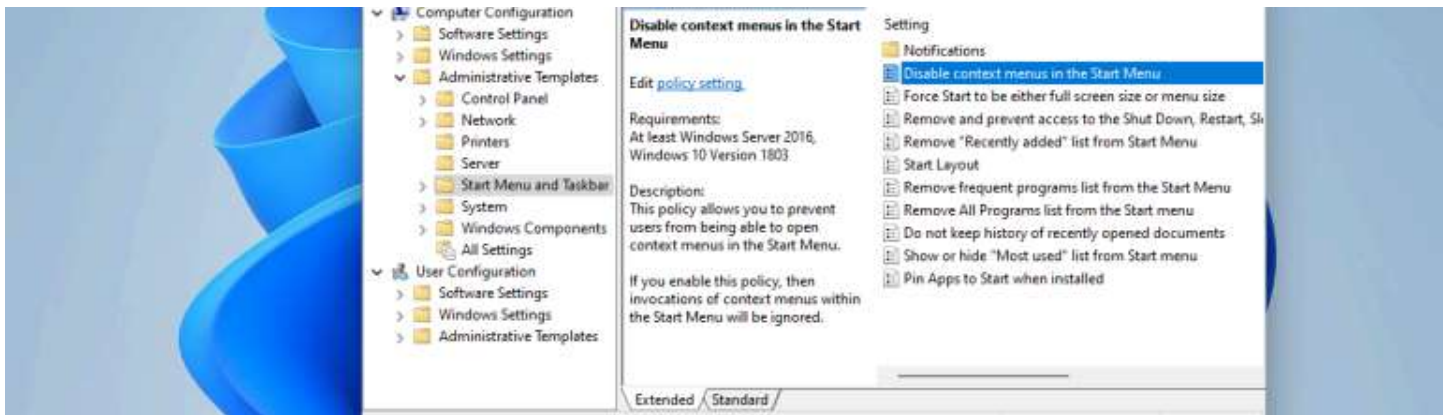 Computer Configuration
Software Settings
Windows Settings
Administrative Templates
Control Panel
Network
Printers
Server
Start Menu and Taskbar
System
Windows Components
All Settings
User Configuration
Software Settings
Windows Settings
Administrative Templates
Disable context menus in the Start
Menu
Edit policy setting
Requirements:
At least Windows Server 2016,
Windows 10 Version 1803
Description:
This policy allows you to prevent
users from being able to open
context menus in the Start Menu.
If you enable this policy, then
invocations of context menus within
the Start Menu will be ignored.
Setting
Notifications
Disable context menus in the Start Menu
Force Start to be either full screen size or menu size
Remove and prevent access to the Shut Down, Restart, Sl
Remove "Recently added" list from Start Menu
Start Layout
Remove frequent programs list from the Start Menu
Remove All Programs list from the Start menu
Do not keep history of recently opened documents
Show or hide "Most used" list from Start menu
Pin Apps to Start when installed
Extended
Standard